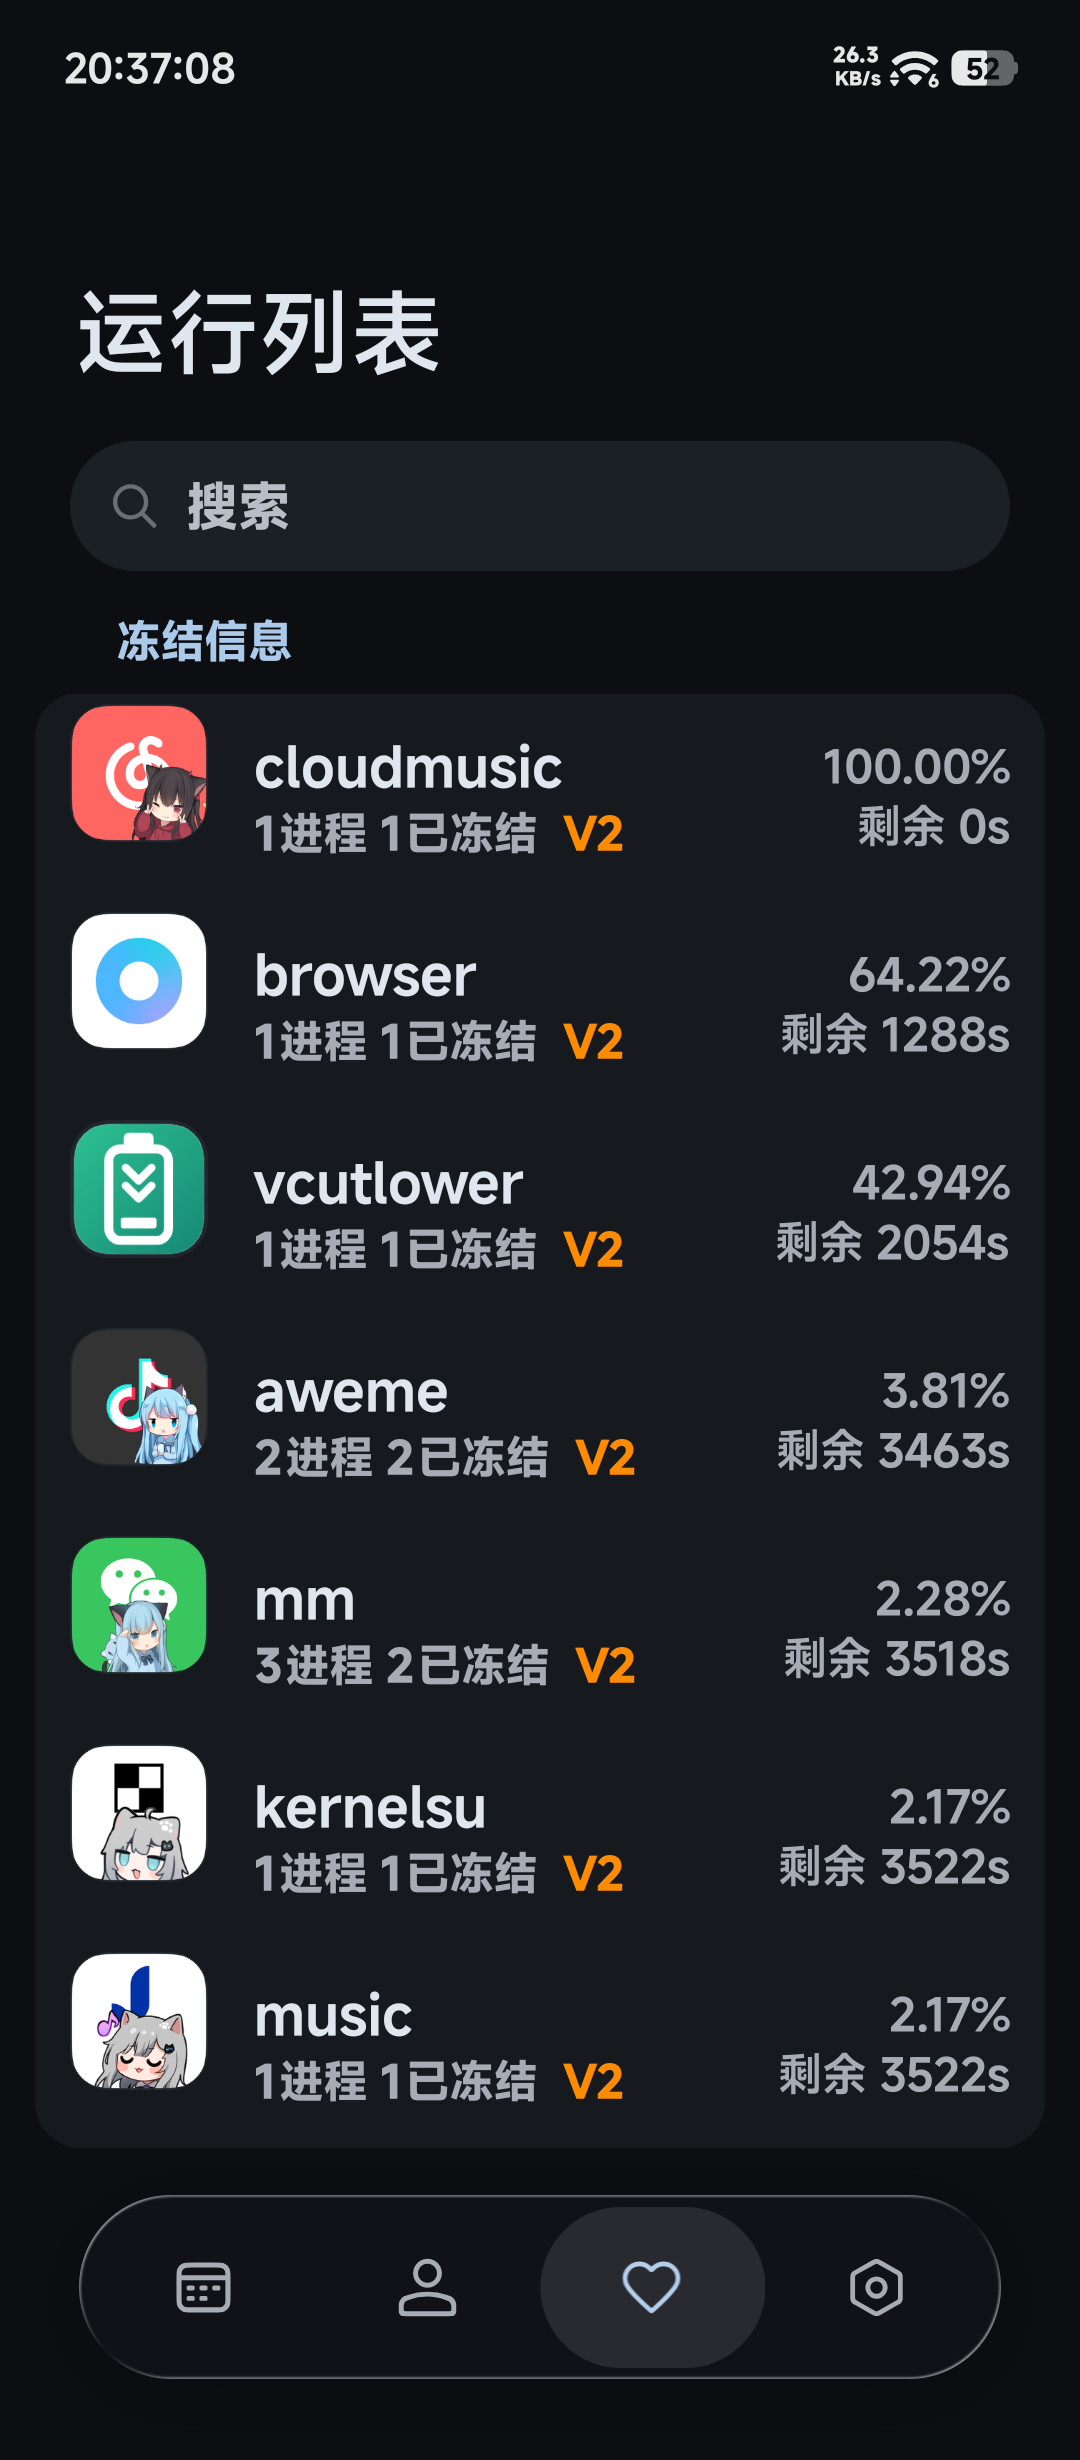 20:37:08
26.3
KB/s
6
52
运行列表
搜索
冻结信息
cloudmusic
100.00%
1进程 1已冻结 V2
剩余 0s
browser
64.22%
1进程 1已冻结 V2
剩余 1288s
vcutlower
42.94%
1进程 1已冻结 V2
剩余 2054s
aweme
3.81%
2进程 2已冻结 V2
剩余 3463s
mm
2.28%
3进程 2已冻结 V2
剩余 3518s
kernelsu
2.17%
1进程 1已冻结 V2
剩余 3522s
music
2.17%
1进程 1已冻结 V2
剩余 3522s